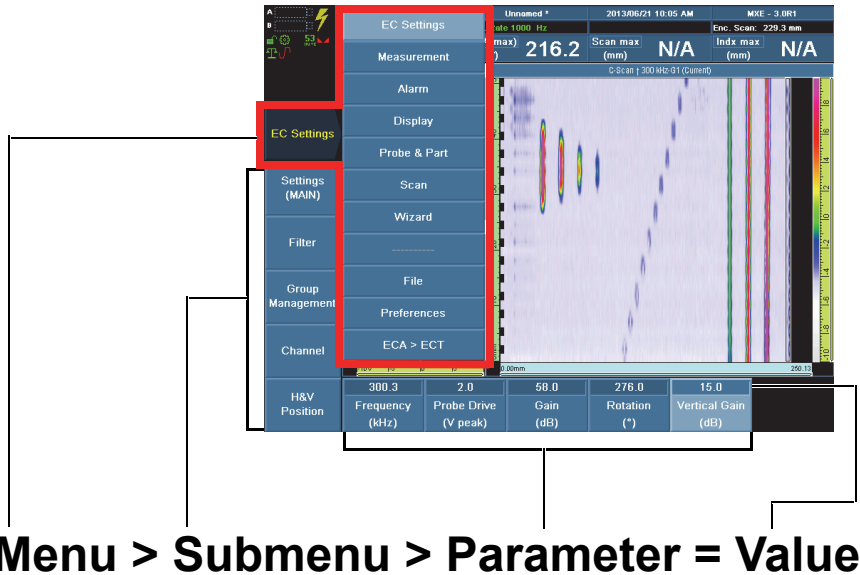 A
B
53
EC Settings
Measurement
Alarm
Display
Probe & Part
Scan
Wizard
----------
File
Preferences
ECA > ECT
Unnamed *
2013/06/21 10:05 AM
MXE - 3.0R1
Rate 1000 Hz
Enc. Scan: 229.3 mm
max)
216.2
Scan max
(mm)
N/A
Indx max
(mm)
N/A
C-Scan ↑ 300 kHz-G1 (Current)
EC Settings
Settings
(MAIN)
Filter
Group
Management
Channel
H&V
Position
0.00mm
250.13
300.3
Frequency
(kHz)
2.0
Probe Drive
(V peak)
58.0
Gain
(dB)
276.0
Rotation
(°)
15.0
Vertical Gain
(dB)
Menu > Submenu > Parameter = Value